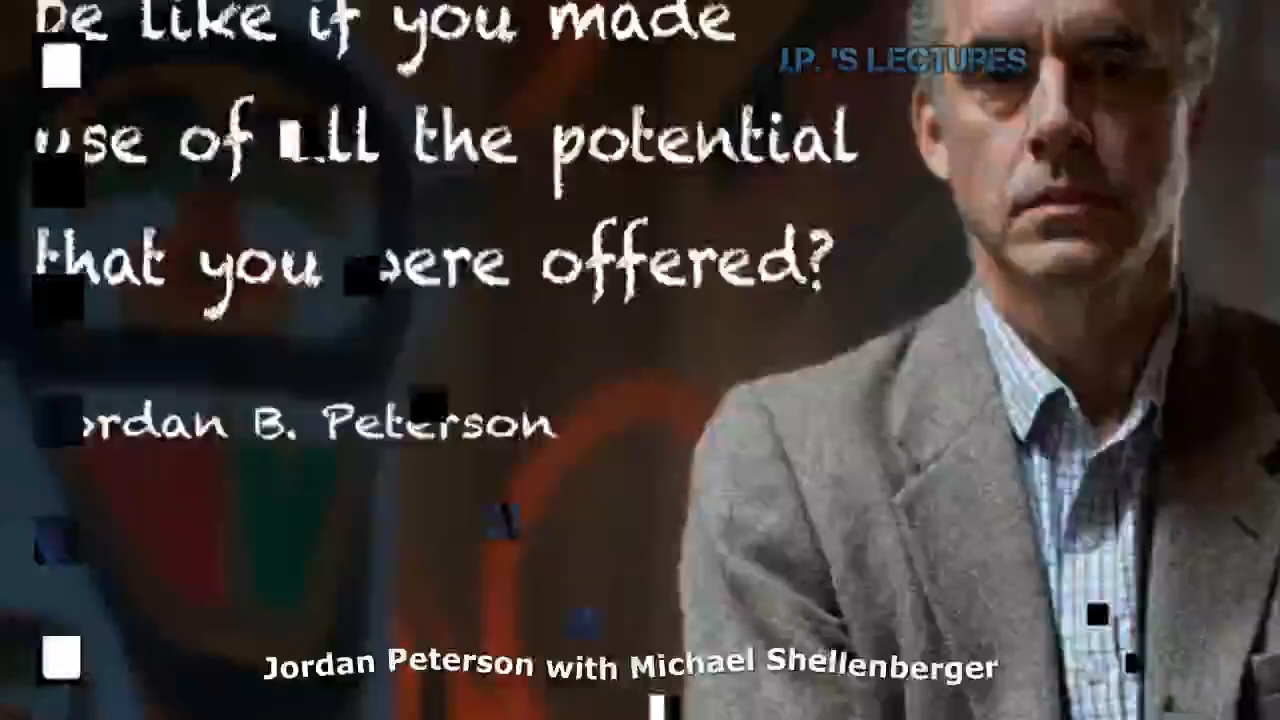 be like if you made
J.P. 'S LECTURES
use of all the potential
that you were offered?
Jordan B. Peterson
Jordan Peterson with Michael Shellenberger